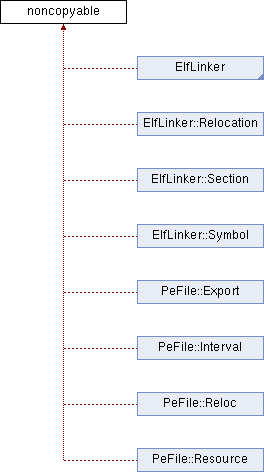 noncopyable
ElfLinker
ElfLinker::Relocation
ElfLinker::Section
ElfLinker::Symbol
PeFile::Export
PeFile::Interval
PeFile::Reloc
PeFile::Resource